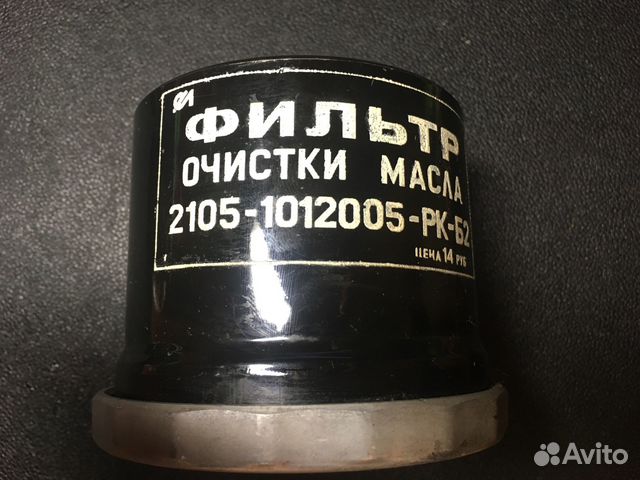 ФИЛЬТР
ОЧИСТКИ МАСЛА
2105-1012005-РК-Б2
ЦЕНА 14 РУБ
Avito